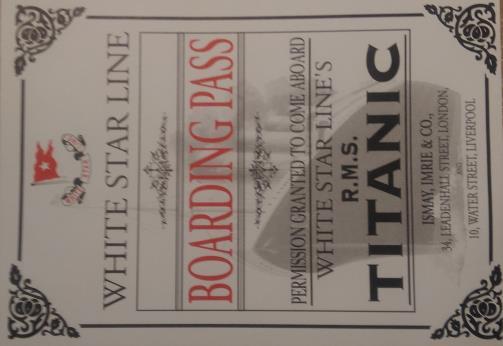 WHITE STAR LINE
BOARDING PASS
PERMISSION GRANTED TO COME ABOARD
WHITE STAR LINE'S
R.M.S.
TITANIC
ISMAY, IMRIE & CO.,
34, LEADENHALL STREET, LONDON,
AND
10, WATER STREET, LIVERPOOL